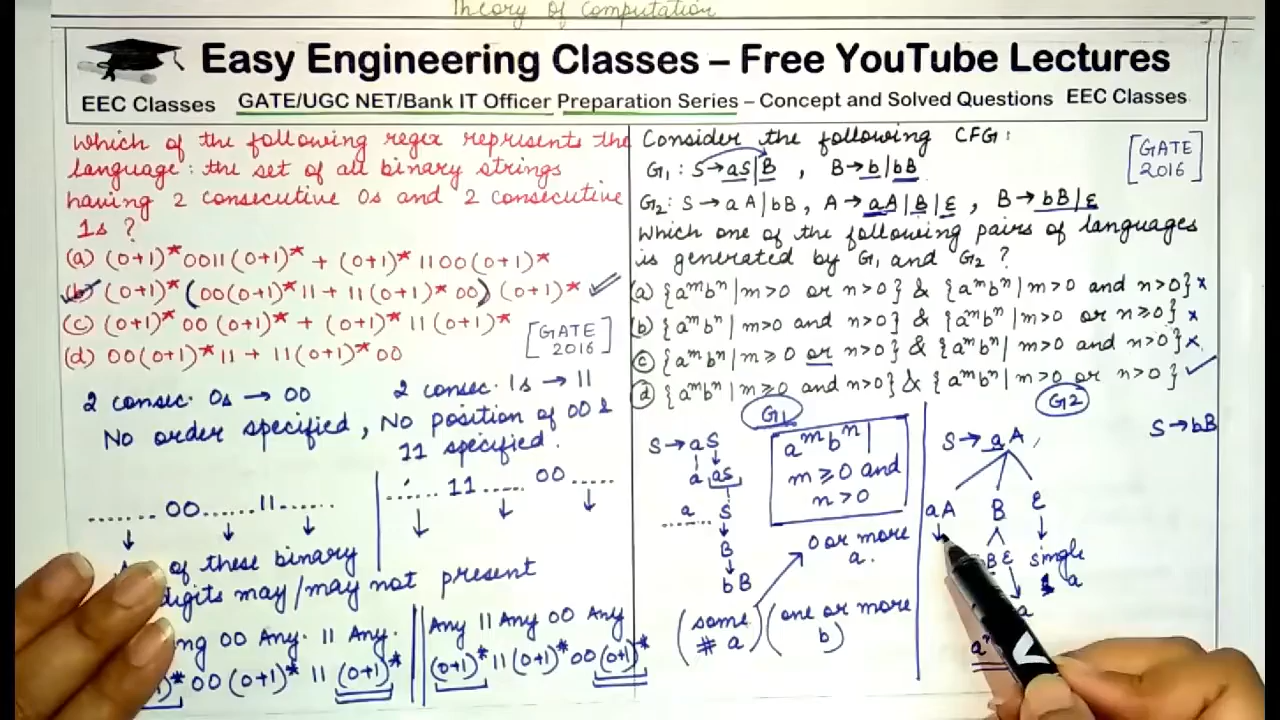 Theory of Computation
Easy Engineering Classes – Free YouTube Lectures
EEC Classes GATE/UGC NET/Bank IT Officer Preparation Series – Concept and Solved Questions EEC Classes
Which of the following regex represents the
language: the set of all binary strings
having 2 consecutive 0s and 2 consecutive
1s ?
(a) (0+1)*0011(0+1)* + (0+1)*1100(0+1)*
(b) (0+1)*(00(0+1)*11 + 11(0+1)*00)(0+1)*
(c) (0+1)*00(0+1)* + (0+1)*11(0+1)*
(d) 00(0+1)*11 + 11(0+1)*00
[GATE
2016]
2 consec. 0s → 00
2 consec. 1s → 11
No order specified, No position of 00 &
11 specified.
....... 00......11.......
...... 11...... 00......
of these binary
digits may/may not present
00 Any. 11 Any.
)*00(0+1)* 11 (0+1)*
Any 11 Any 00 Any
(0+1)*11(0+1)*00(0+1)*
Consider the following CFG:
[GATE
2016]
G1: S→aS|B , B→b|bB
G2: S→aA|bB, A→aA|B|ε, B→bB|ε
Which one of the following pairs of languages
is generated by G1 and G2 ?
(a) {aᵐbⁿ|m>0 or n>0} & {aᵐbⁿ|m>0 and n>0} ×
(b) {aᵐbⁿ|m>0 and n>0} & {aᵐbⁿ|m>0 or n≥0} ×
(c) {aᵐbⁿ|m≥0 or n>0} & {aᵐbⁿ|m>0 and n>0} ×
(d) {aᵐbⁿ|m≥0 and n>0} & {aᵐbⁿ|m>0 or n>0}
G1
S→aS
a aS
a S
B
bB
aᵐbⁿ|
m≥0 and
n>0
0 or more
a.
(some
# a)
(one or more
b)
G2
S→aA,
S→bB
aA B ε
B ε single
a
a